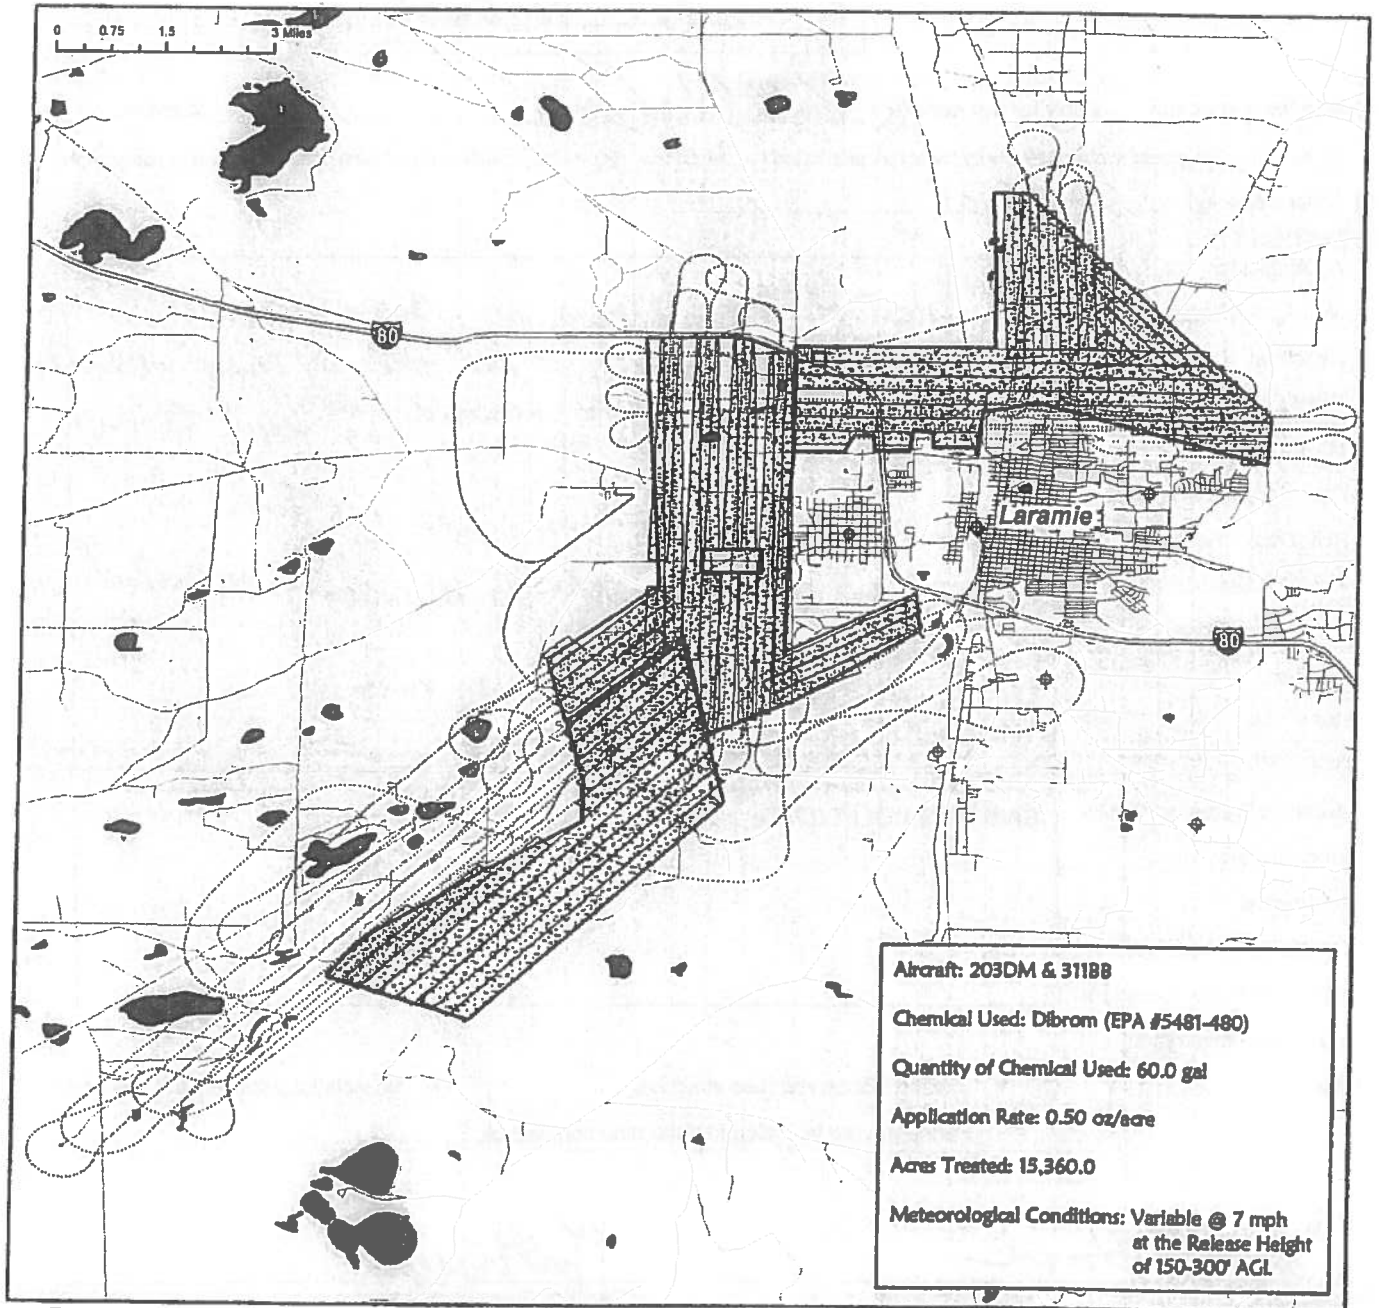 0 0.75 1.5 3 Miles
80
Laramie
80
Aircraft: 203DM & 311BB
Chemical Used: Dibrom (EPA #5481-480)
Quantity of Chemical Used: 60.0 gal
Application Rate: 0.50 oz/acre
Acres Treated: 15,360.0
Meteorological Conditions: Variable @ 7 mph
at the Release Height
of 150-300' AGL